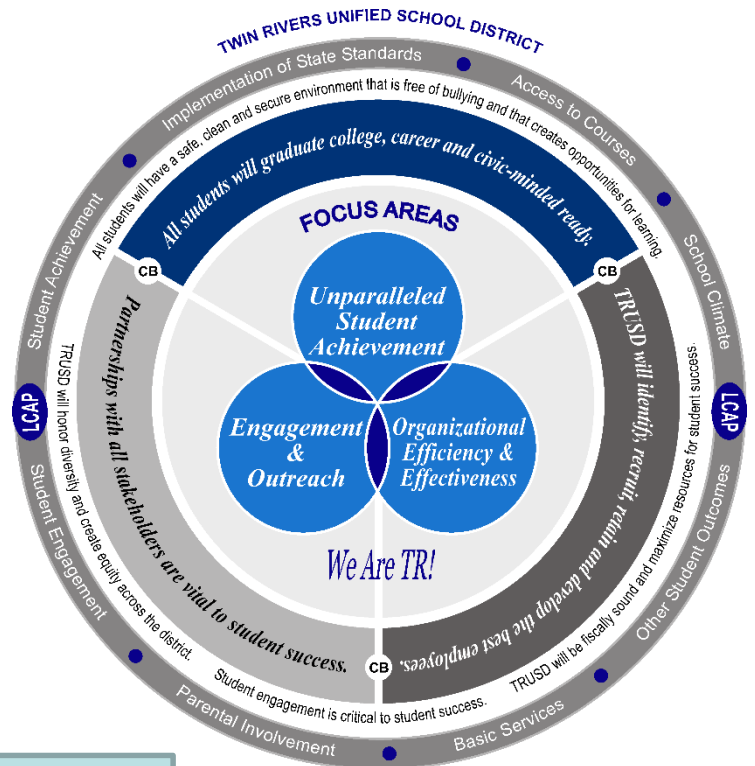 TWIN RIVERS UNIFIED SCHOOL DISTRICT
Implementation of State Standards
Access to Courses
School Climate
LCAP
Other Student Outcomes
Basic Services
Parental Involvement
Student Engagement
LCAP
Student Achievement
All students will have a safe, clean and secure environment that is free of bullying and that creates opportunities for learning.
TRUSD will be fiscally sound and maximize resources for student success.
Student engagement is critical to student success.
TRUSD will honor diversity and create equity across the district.
All students will graduate college, career and civic-minded ready.
CB
TRUSD will identify, recruit, retain and develop the best employees.
CB
Partnerships with all stakeholders are vital to student success.
CB
FOCUS AREAS
Unparalleled
Student
Achievement
Engagement
&
Outreach
Organizational
Efficiency &
Effectiveness
We Are TR!